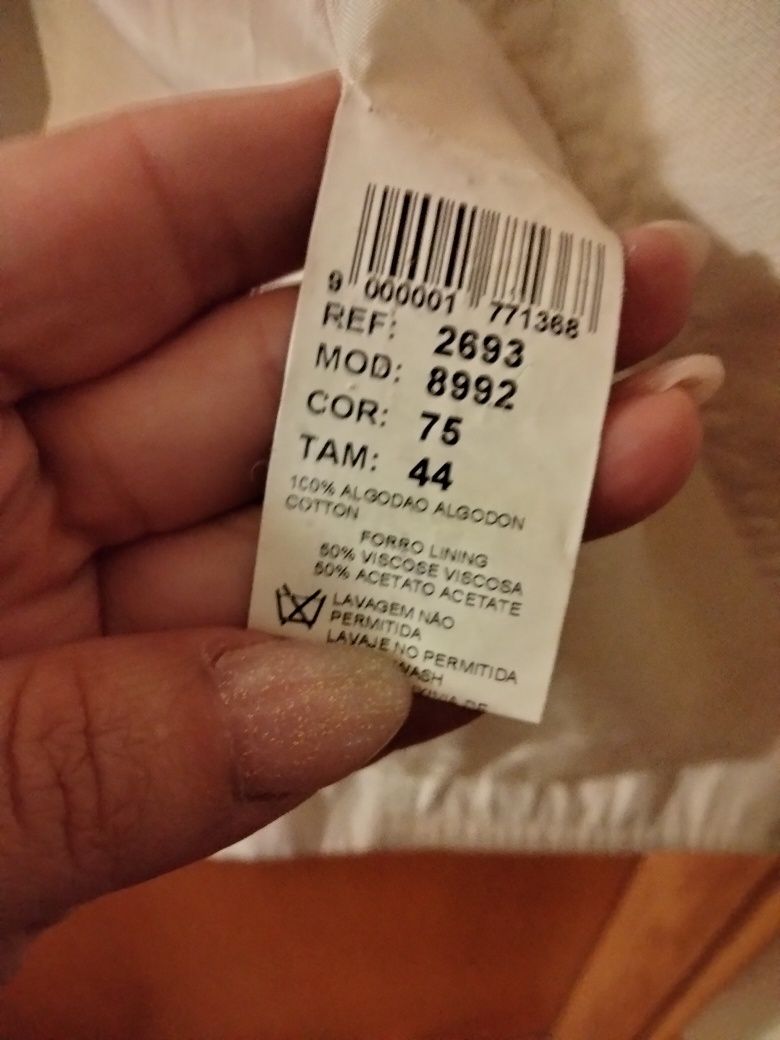 9 000001 771368
REF: 2693
MOD: 8992
COR: 75
TAM: 44
100% ALGODAO ALGODON
COTTON
FORRO LINING
50% VISCOSE VISCOSA
50% ACETATO ACETATE
LAVAGEM NÃO
PERMITIDA
LAVAJE NO PERMITIDA
WASH